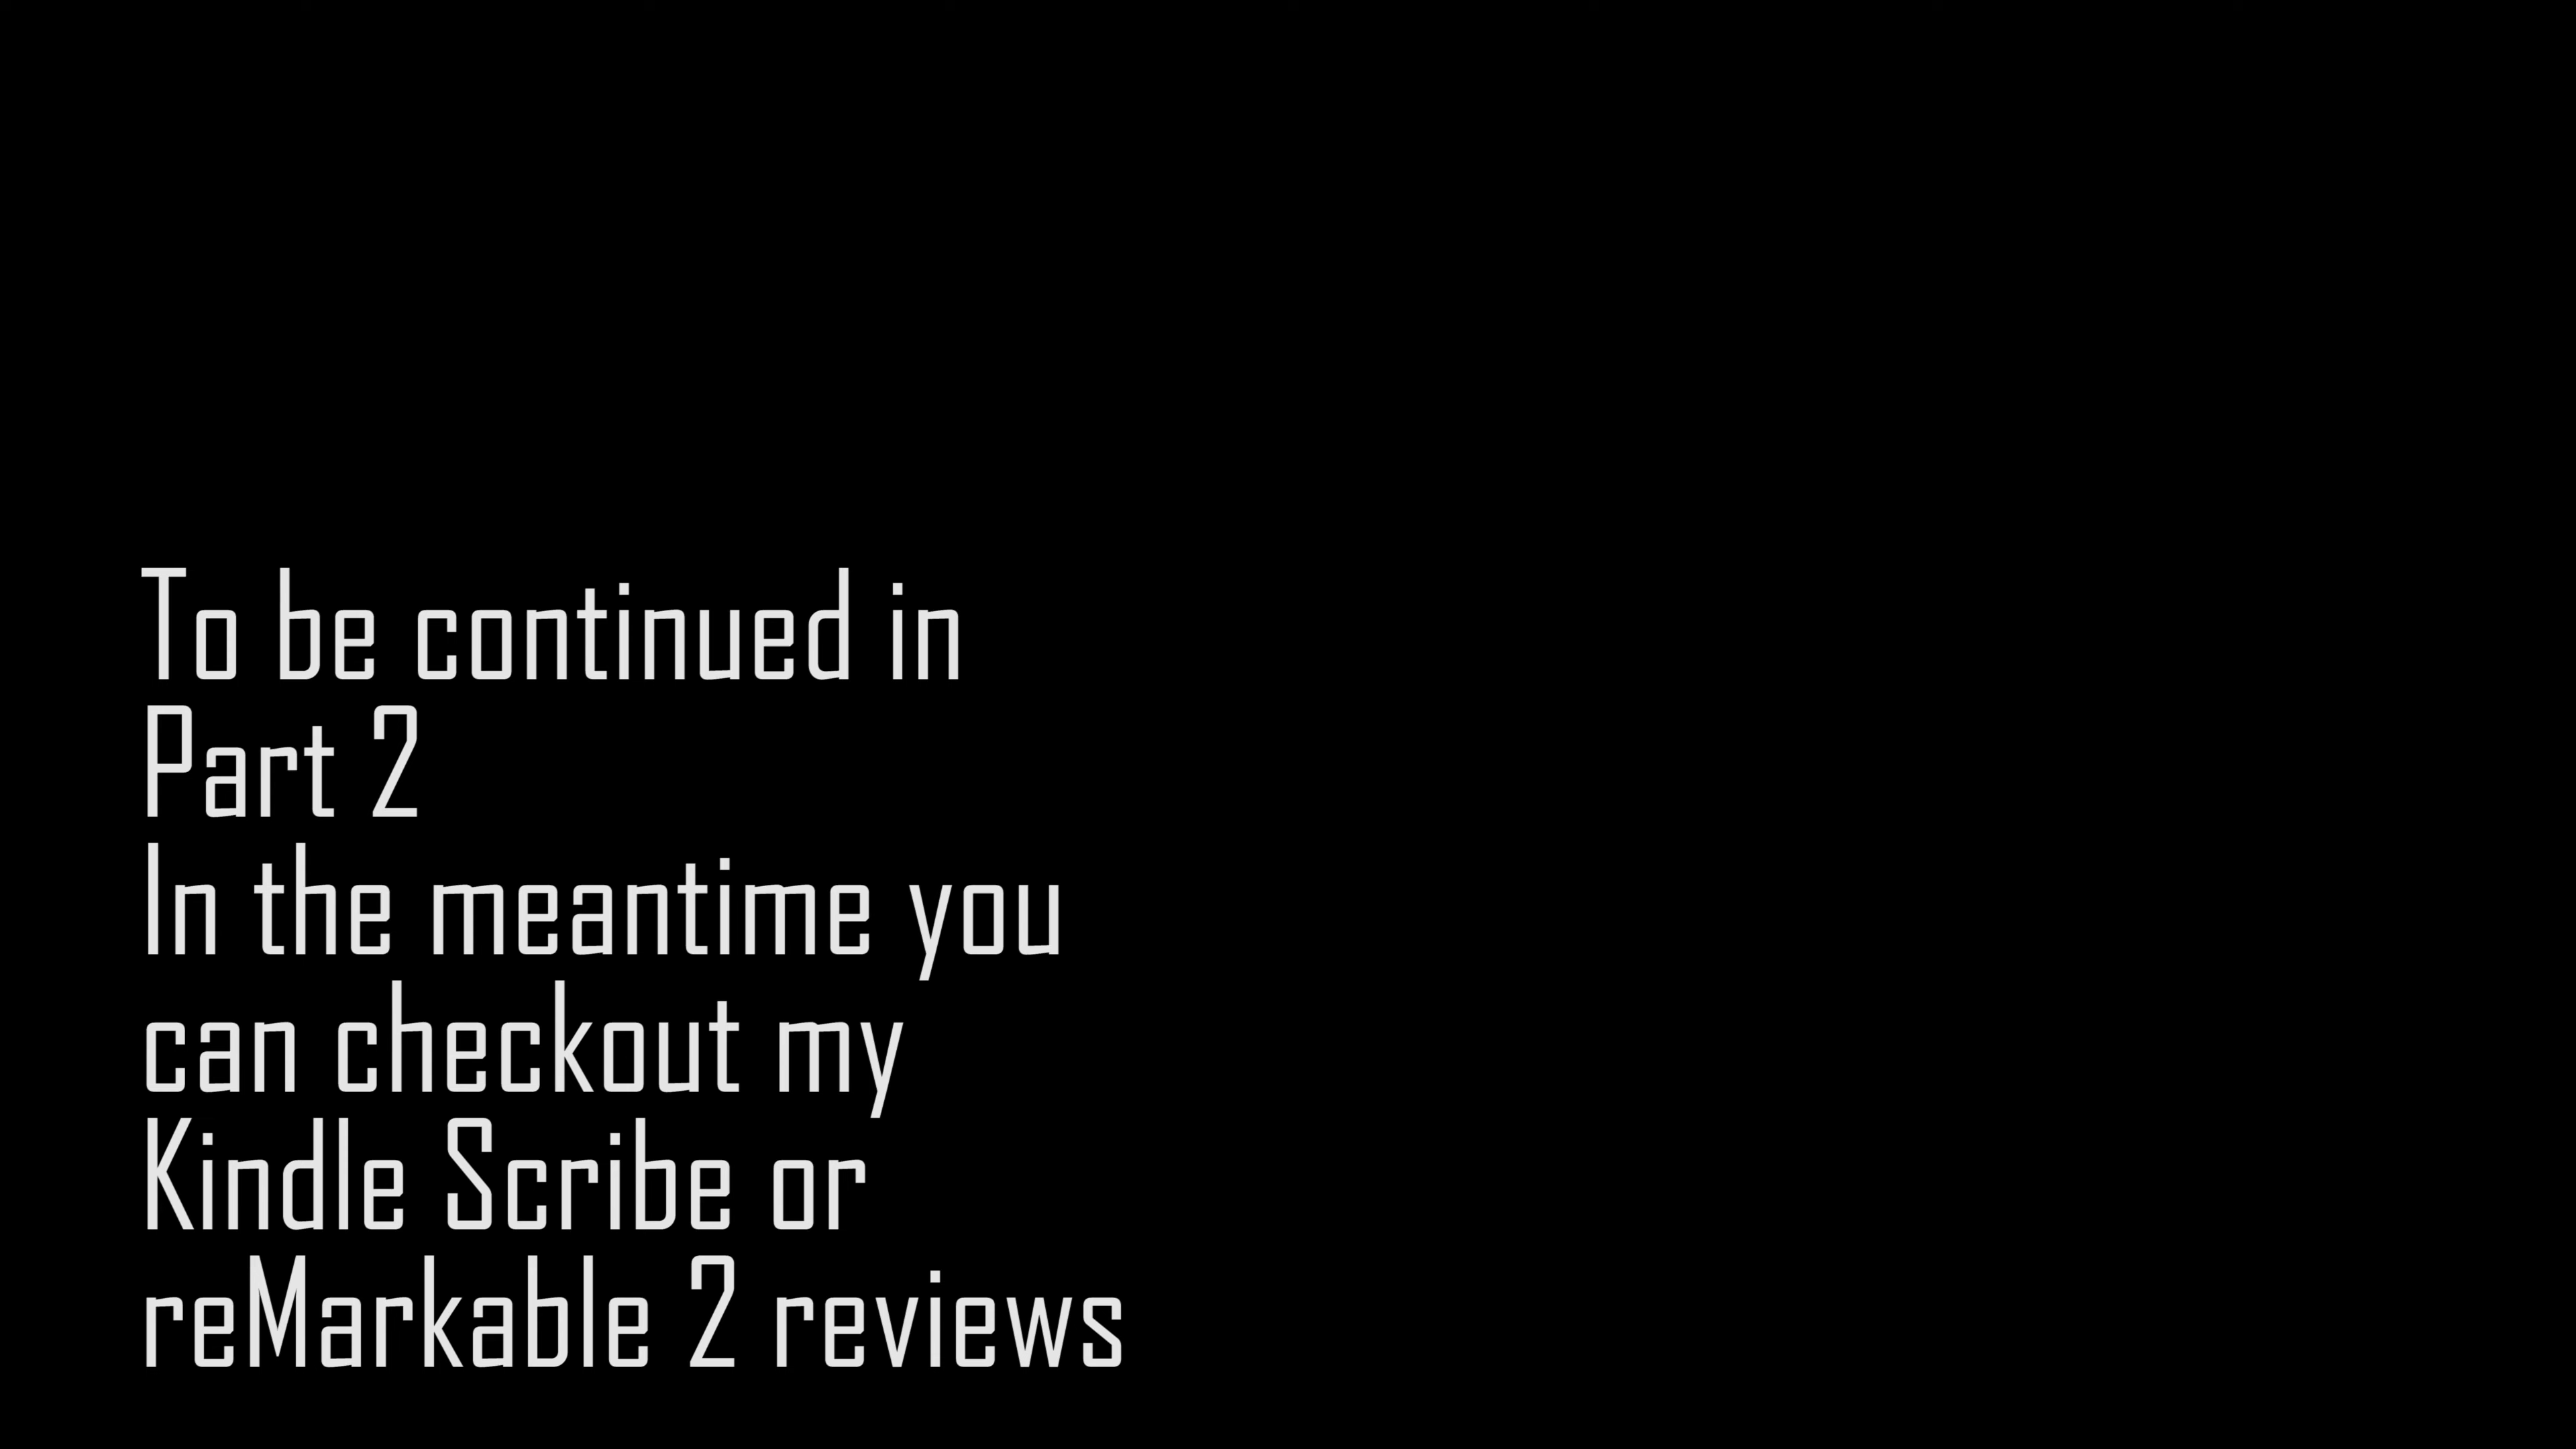 To be continued in
Part 2
In the meantime you
can checkout my
Kindle Scribe or
reMarkable 2 reviews